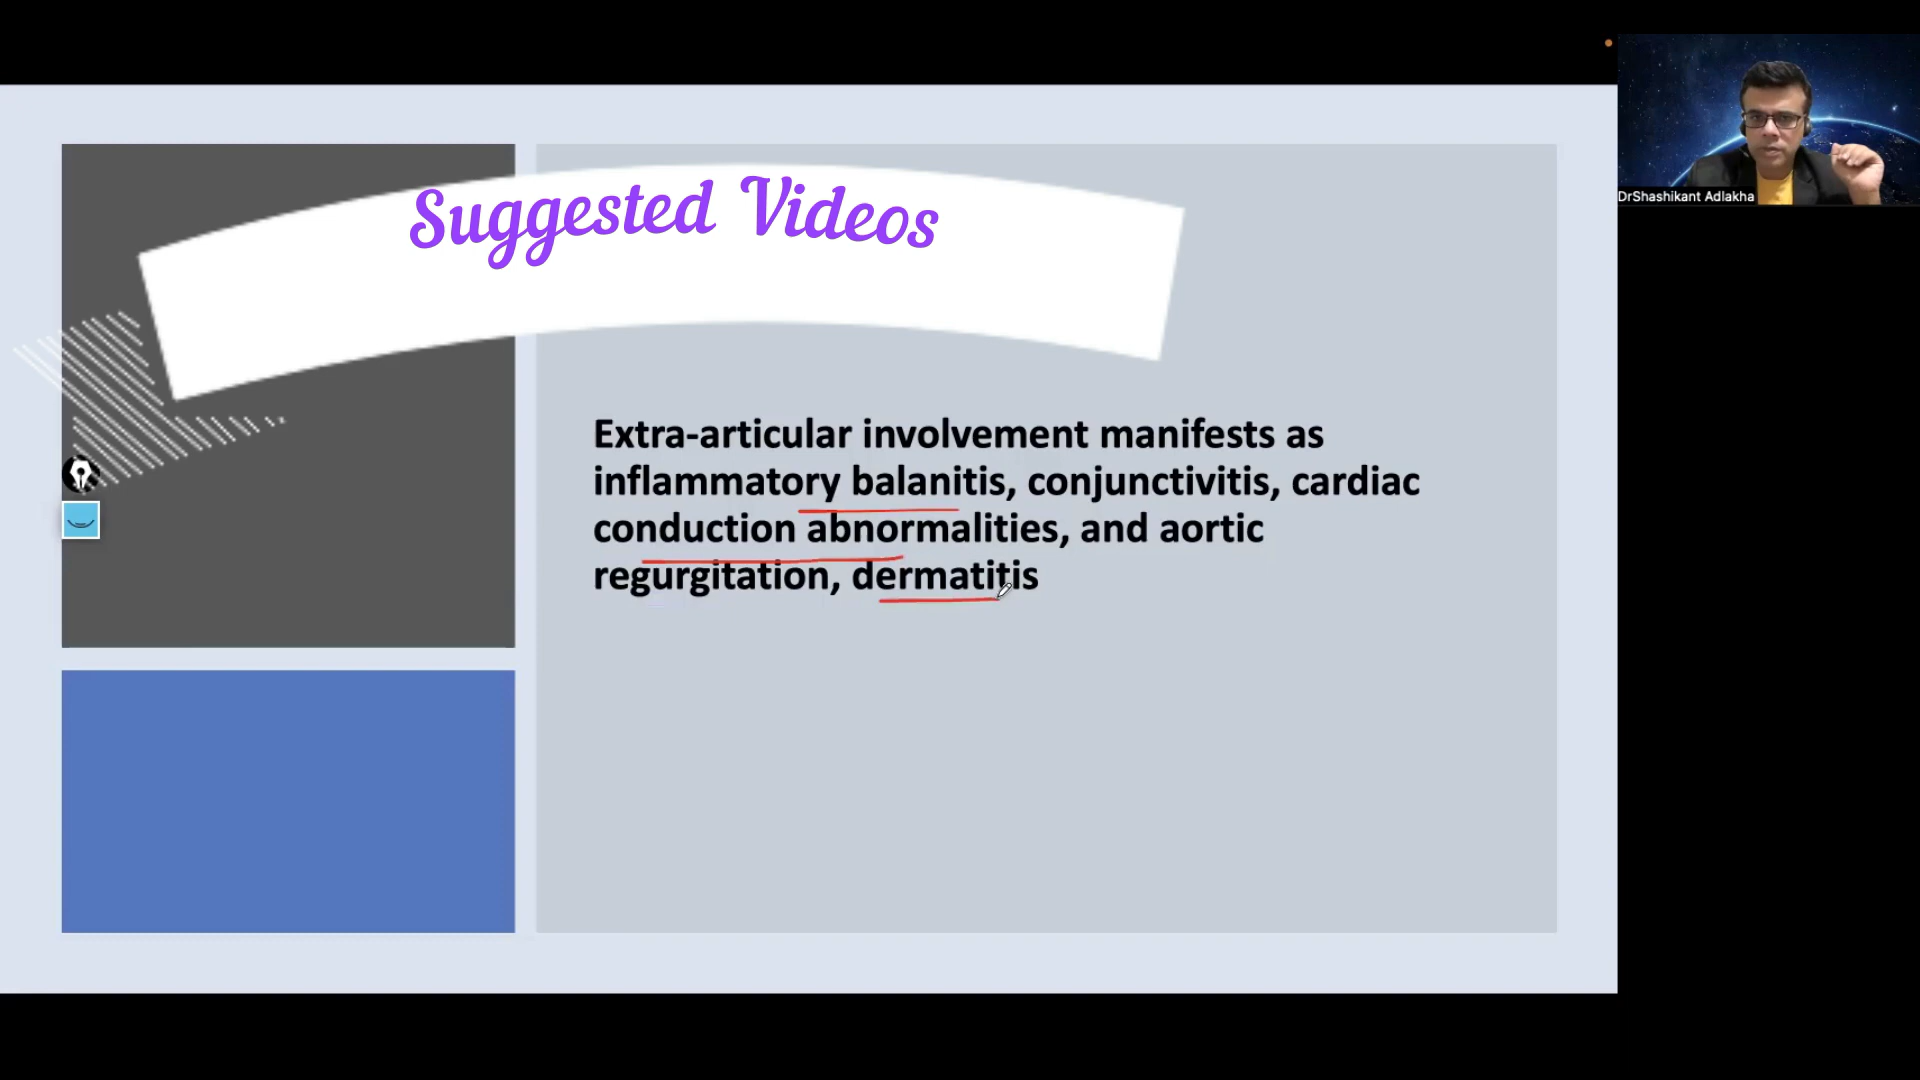 Suggested Videos
DrShashikant Adlakha
Extra-articular involvement manifests as
inflammatory balanitis, conjunctivitis, cardiac
conduction abnormalities, and aortic
regurgitation, dermatitis